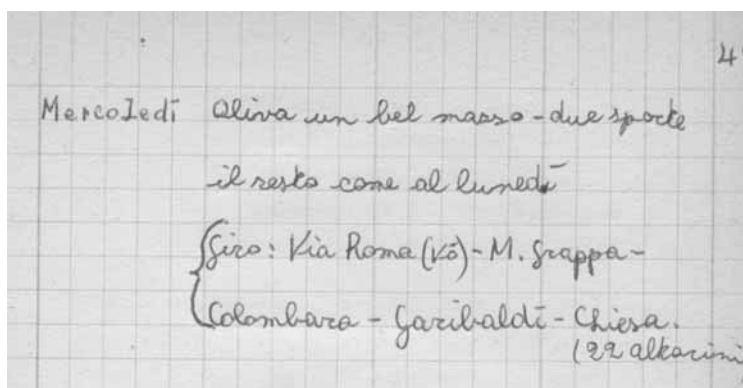 4
Mercoledì Oliva un bel mazzo - due sporte
il resto come al lunedì
Giro: Via Roma (Vò) - M. Grappa -
Colombara - Garibaldi - Chiesa.
(22 altarini